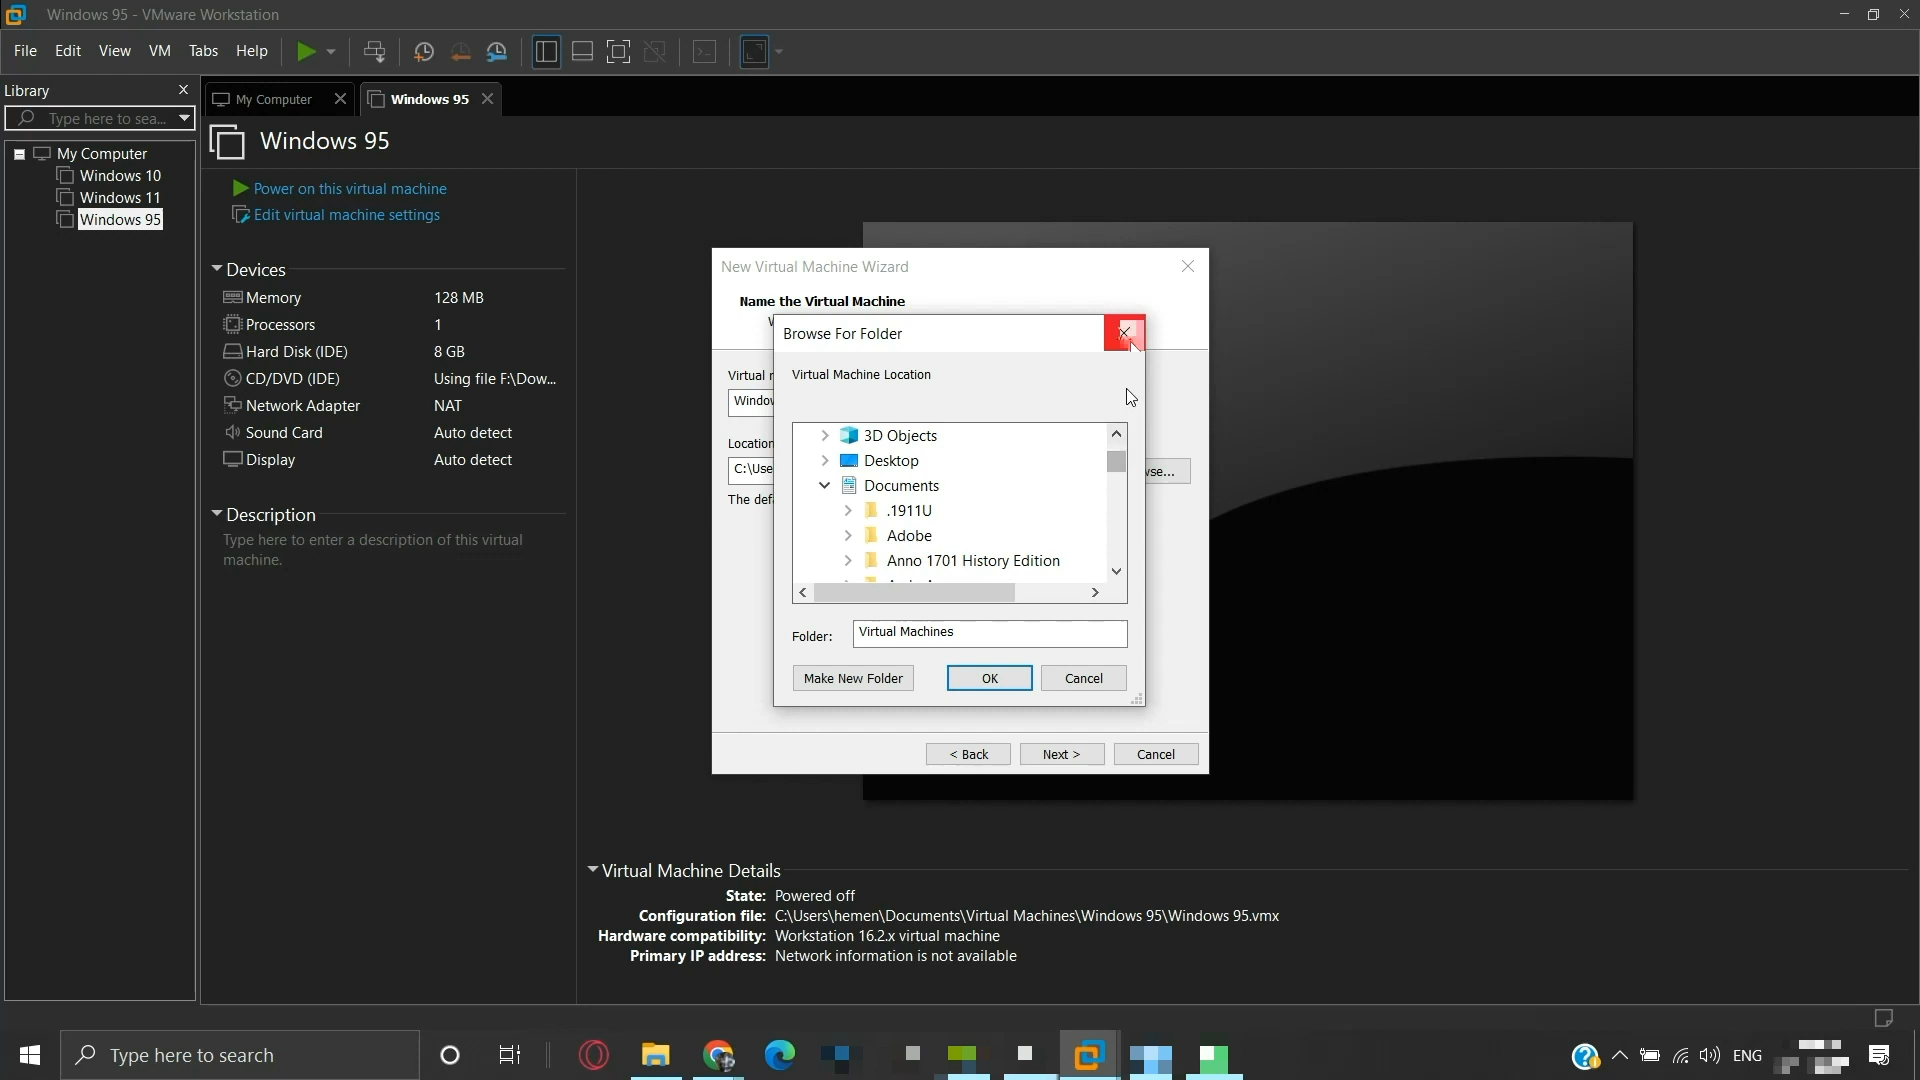 Windows 95 - VMware Workstation
File Edit View VM Tabs Help
Library
Type here to sea...
My Computer
Windows 10
Windows 11
Windows 95
My Computer
Windows 95
Windows 95
Power on this virtual machine
Edit virtual machine settings
Devices
Memory 128 MB
Processors 1
Hard Disk (IDE) 8 GB
CD/DVD (IDE) Using file F:\Dow...
Network Adapter NAT
Sound Card Auto detect
Display Auto detect
Description
Type here to enter a description of this virtual
machine.
New Virtual Machine Wizard
Name the Virtual Machine
Browse For Folder
Virtual Machine Location
Virtual
Location
C:\Use
The def
3D Objects
Desktop
Documents
.1911U
Adobe
Anno 1701 History Edition
Folder: Virtual Machines
Make New Folder OK Cancel
< Back Next > Cancel
Virtual Machine Details
State: Powered off
Configuration file: C:\Users\hemen\Documents\Virtual Machines\Windows 95\Windows 95.vmx
Hardware compatibility: Workstation 16.2.x virtual machine
Primary IP address: Network information is not available
Type here to search
ENG